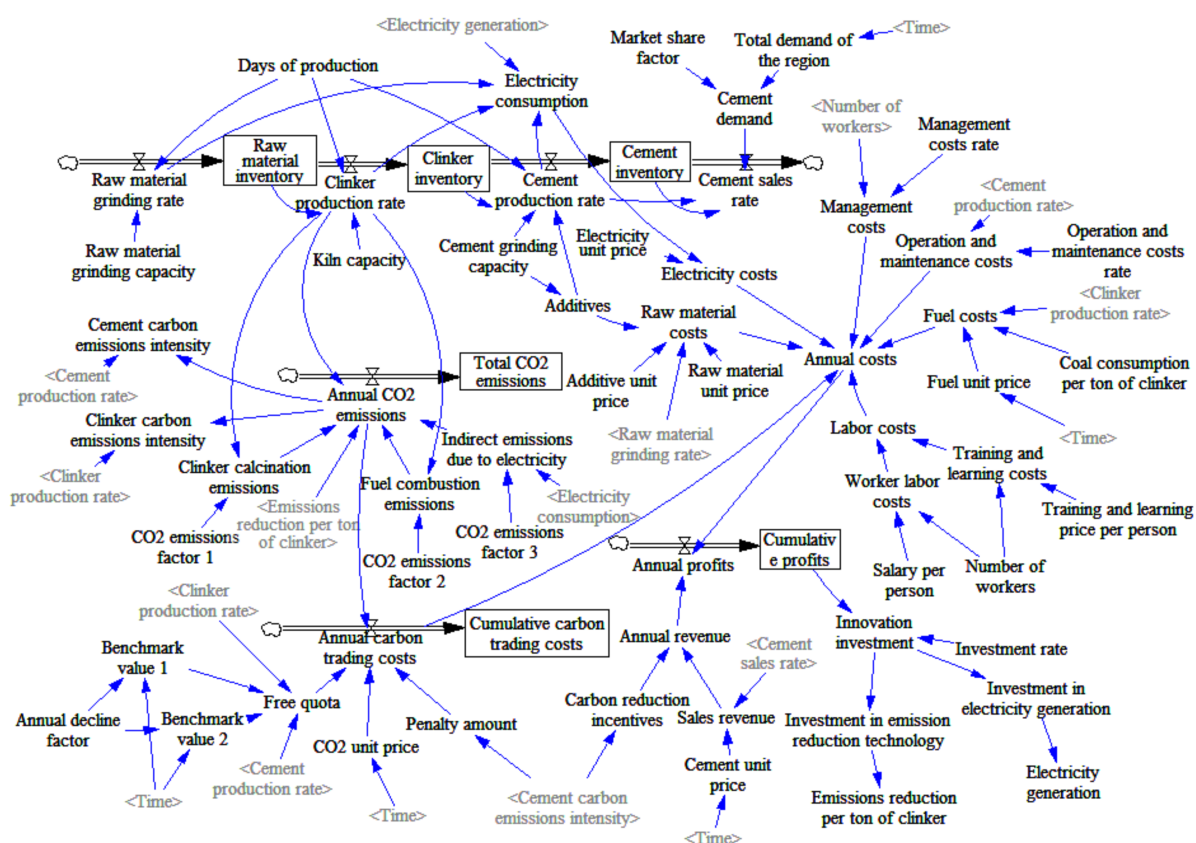 <Electricity generation>
Market share
factor
Total demand of
the region
<Time>
Days of production
Electricity
consumption
Cement
demand
<Number of
workers>
Management
costs rate
Raw
material
inventory
Clinker
inventory
Cement
inventory
Raw material
grinding rate
Clinker
production rate
Cement
production rate
Cement sales
rate
<Cement
production rate>
Management
costs
Raw material
grinding capacity
Kiln capacity
Cement grinding
capacity
Electricity
unit price
Operation and
maintenance costs
Operation and
maintenance costs
rate
Electricity costs
<Clinker
production rate>
Additives
Raw material
costs
Fuel costs
Cement carbon
emissions intensity
Total CO2
emissions
Annual costs
Coal consumption
per ton of clinker
<Cement
production rate>
Additive unit
price
Raw material
unit price
Fuel unit price
Annual CO2
emissions
Clinker carbon
emissions intensity
Indirect emissions
due to electricity
<Raw material
grinding rate>
Labor costs
<Time>
<Clinker
production rate>
Clinker calcination
emissions
Fuel combustion
emissions
Training and
learning costs
<Emissions
reduction per ton
of clinker>
<Electricity
consumption>
Worker labor
costs
Training and learning
price per person
CO2 emissions
factor 1
CO2 emissions
factor 2
CO2 emissions
factor 3
Annual profits
Cumulativ
e profits
Salary per
person
Number of
workers
<Clinker
production rate>
Annual carbon
trading costs
Cumulative carbon
trading costs
Annual revenue
Innovation
investment
Investment rate
Benchmark
value 1
<Cement
sales rate>
Free quota
Carbon reduction
incentives
Sales revenue
Investment in
electricity generation
Annual decline
factor
Benchmark
value 2
Penalty amount
Investment in emission
reduction technology
CO2 unit price
<Cement
production rate>
Cement unit
price
Electricity
generation
<Time>
<Time>
<Cement carbon
emissions intensity>
Emissions reduction
per ton of clinker
<Time>